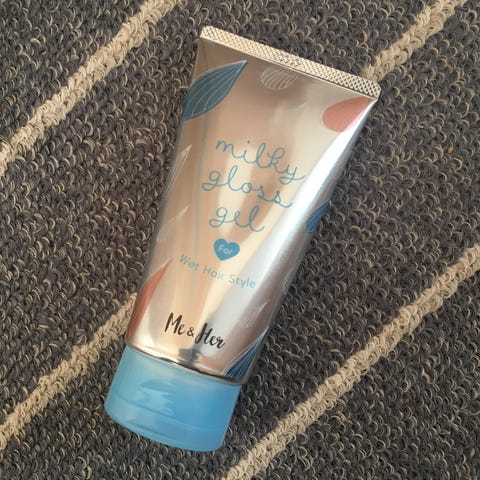 milky
gloss
gel
For
Wet Hair Style
Me & Her